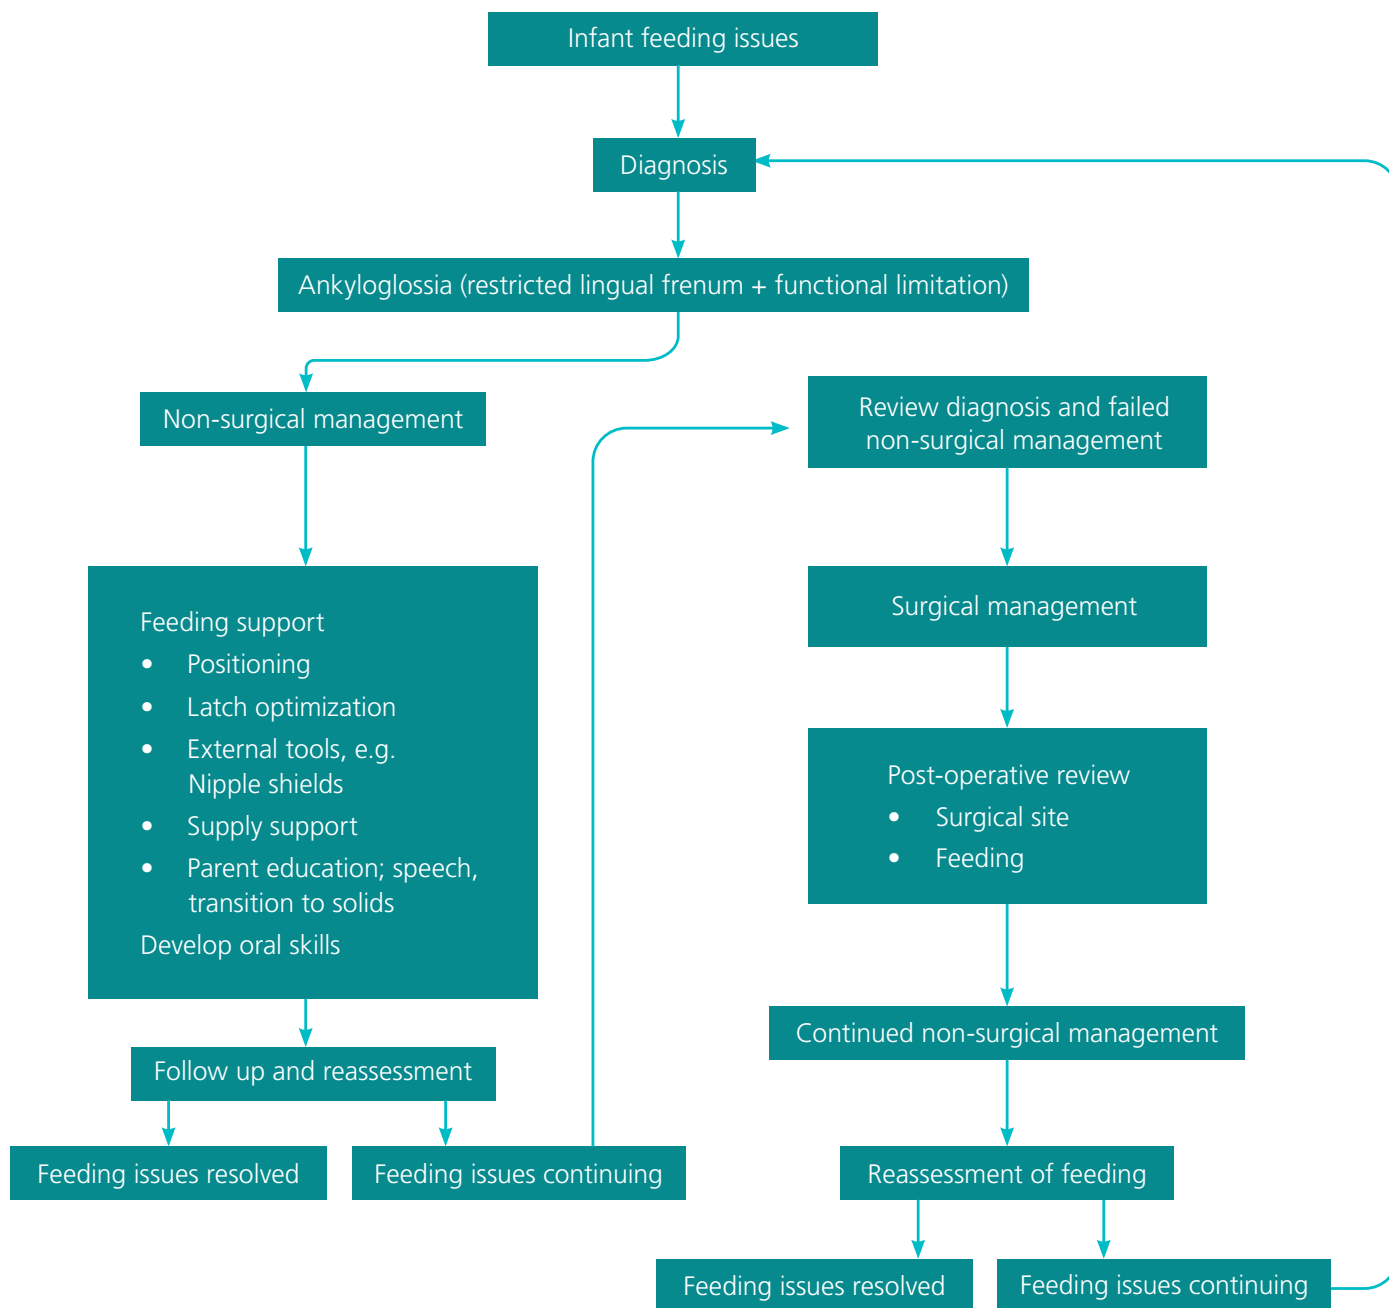 Infant feeding issues
Diagnosis
Ankyloglossia (restricted lingual frenum + functional limitation)
Non-surgical management
Feeding support
• Positioning
• Latch optimization
• External tools, e.g.
Nipple shields
• Supply support
• Parent education; speech,
transition to solids
Develop oral skills
Follow up and reassessment
Feeding issues resolved
Feeding issues continuing
Review diagnosis and failed
non-surgical management
Surgical management
Post-operative review
• Surgical site
• Feeding
Continued non-surgical management
Reassessment of feeding
Feeding issues resolved
Feeding issues continuing